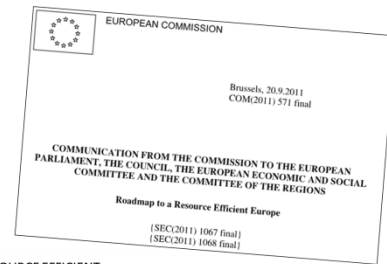 EUROPEAN COMMISSION
Brussels, 20.9.2011
COM(2011) 571 final
COMMUNICATION FROM THE COMMISSION TO THE EUROPEAN
PARLIAMENT, THE COUNCIL, THE EUROPEAN ECONOMIC AND SOCIAL
COMMITTEE AND THE COMMITTEE OF THE REGIONS
Roadmap to a Resource Efficient Europe
{SEC(2011) 1067 final}
{SEC(2011) 1068 final}